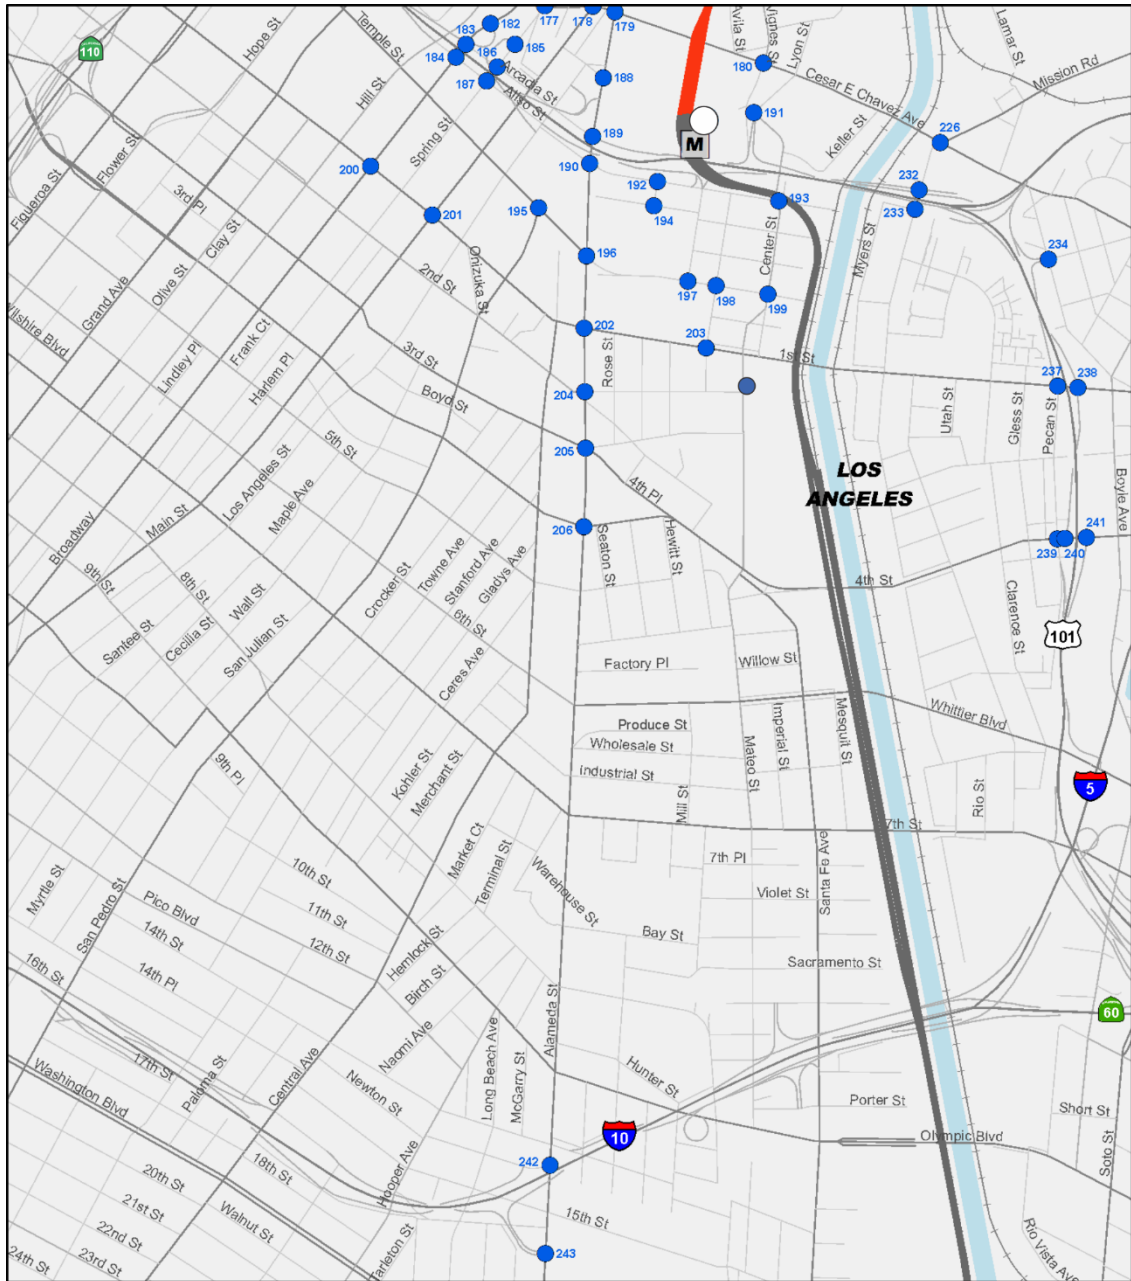 177
178
179
182
183
184
185
186
187
188
189
190
180
191
226
232
233
234
192
193
194
195
196
197
198
199
200
201
202
203
204
205
206
237
238
239
240
241
242
243
110
Hope St
Temple St
Hill St
Arcadia St
Aliso St
Spring St
Avila St
Vignes St
Lyon St
Lamar St
Mission Rd
Cesar E Chavez Ave
Keller St
M
Flower St
Figueroa St
3rd Pl
Clay St
Olive St
Grand Ave
Wilshire Blvd
2nd St
Onizuka St
Center St
Myers St
Frank Ct
Lindley Pl
Harlem Pl
3rd St
Boyd St
Rose St
1st St
Utah St
Gless St
Pecan St
Boyle Ave
5th St
4th Pl
LOS
ANGELES
Los Angeles St
Maple Ave
Main St
Broadway
Hewitt St
Seaton St
Towne Ave
Stanford Ave
Gladys Ave
Crocker St
4th St
Clarence St
101
9th St
8th St
Wall St
Santee St
Cecilia St
San Julian St
6th St
Ceres Ave
Factory Pl
Willow St
Whittier Blvd
Produce St
Wholesale St
Industrial St
Imperial St
Mesquit St
Mateo St
Mill St
Rio St
5
9th Pl
Kohler St
Merchant St
7th St
7th Pl
Market Ct
Terminal St
Warehouse St
Santa Fe Ave
Violet St
Myrtle St
San Pedro St
Pico Blvd
10th St
11th St
12th St
14th St
14th Pl
16th St
Bay St
Sacramento St
Hemlock St
Birch St
Alameda St
60
17th St
Paloma St
Central Ave
Naomi Ave
Long Beach Ave
McGarry St
Newton St
Hunter St
Porter St
Short St
Washington Blvd
10
Olympic Blvd
Soto St
Hooper Ave
18th St
20th St
21st St
22nd St
23rd St
24th St
Walnut St
Tarleton St
15th St
Rio Vista Ave